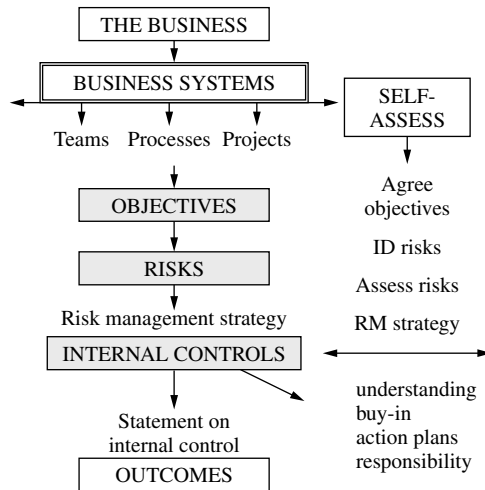 THE BUSINESS
BUSINESS SYSTEMS
Teams Processes Projects
OBJECTIVES
RISKS
Risk management strategy
INTERNAL CONTROLS
Statement on
internal control
OUTCOMES
SELF-
ASSESS
Agree
objectives
ID risks
Assess risks
RM strategy
understanding
buy-in
action plans
responsibility